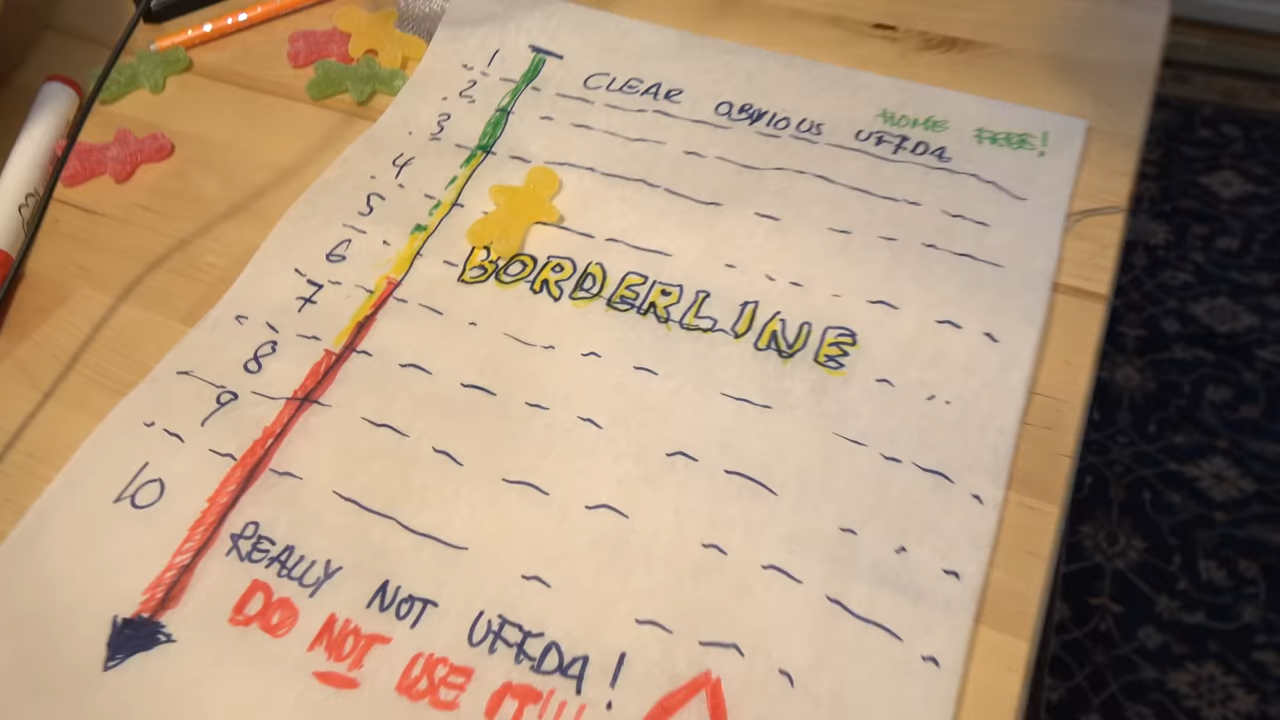 1
CLEAR OBVIOUS UFFDA
HOME FREE!
2
3
4
5
6
BORDERLINE
7
8
9
10
REALLY NOT UFFDA!
DO NOT USE IT!!!